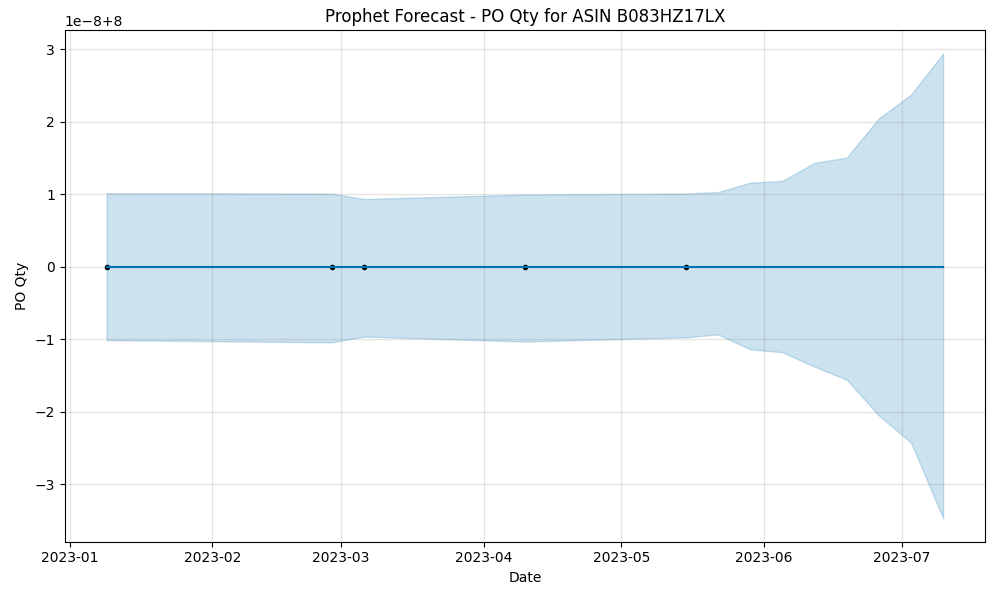 Prophet Forecast - PO Qty for ASIN B083HZ17LX
1e−8+8
3
2
1
0
−1
−2
−3
PO Qty
2023-01 2023-02 2023-03 2023-04 2023-05 2023-06 2023-07
Date